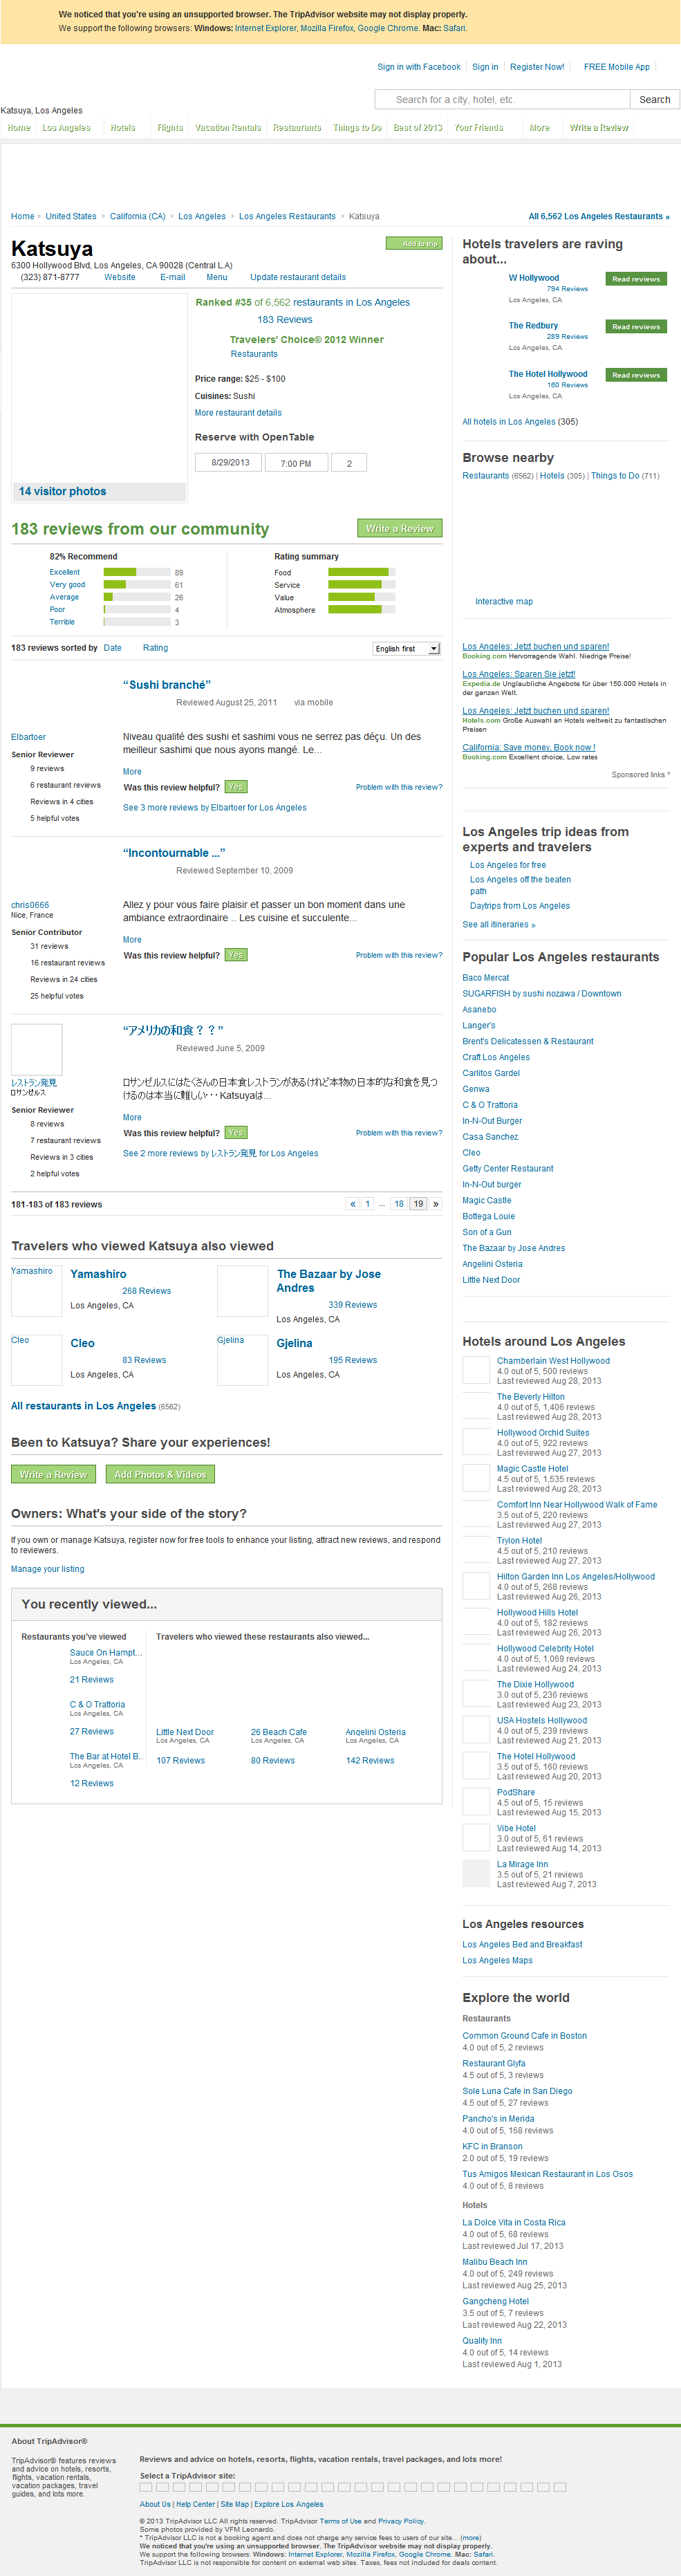 We noticed that you're using an unsupported browser. The TripAdvisor website may not display properly.
We support the following browsers: Windows: Internet Explorer, Mozilla Firefox, Google Chrome. Mac: Safari.
Sign in with Facebook Sign in Register Now! FREE Mobile App
Search for a city, hotel, etc. Search
Katsuya, Los Angeles
Home Los Angeles Hotels Flights Vacation Rentals Restaurants Things to Do Best of 2013 Your Friends More Write a Review
Home > United States > California (CA) > Los Angeles > Los Angeles Restaurants > Katsuya
All 6,562 Los Angeles Restaurants »
Katsuya
Add to trip
6300 Hollywood Blvd, Los Angeles, CA 90028 (Central L.A)
(323) 871-8777 Website E-mail Menu Update restaurant details
Ranked #35 of 6,562 restaurants in Los Angeles
183 Reviews
Travelers' Choice® 2012 Winner
Restaurants
Price range: $25 - $100
Cuisines: Sushi
More restaurant details
Reserve with OpenTable
8/29/2013 7:00 PM 2
14 visitor photos
183 reviews from our community
Write a Review
82% Recommend
Excellent 89
Very good 61
Average 26
Poor 4
Terrible 3
Rating summary
Food
Service
Value
Atmosphere
183 reviews sorted by Date Rating
English first
“Sushi branché”
Reviewed August 25, 2011 via mobile
Elbartoer
Senior Reviewer
9 reviews
6 restaurant reviews
Reviews in 4 cities
5 helpful votes
Niveau qualité des sushi et sashimi vous ne serrez pas déçu. Un des
meilleur sashimi que nous ayons mangé. Le...
More
Was this review helpful? Yes
Problem with this review?
See 3 more reviews by Elbartoer for Los Angeles
“Incontournable ...”
Reviewed September 10, 2009
chris0666
Nice, France
Senior Contributor
31 reviews
16 restaurant reviews
Reviews in 24 cities
25 helpful votes
Allez y pour vous faire plaisir et passer un bon moment dans une
ambiance extraordinaire .. Les cuisine et succulente...
More
Was this review helpful? Yes
Problem with this review?
“アメリカの和食？？”
Reviewed June 5, 2009
レストラン発見
ロサンゼルス
Senior Reviewer
8 reviews
7 restaurant reviews
Reviews in 3 cities
2 helpful votes
ロサンゼルスにはたくさんの日本食レストランがある(けれど本物の日本的な和食を見つ
けるのは本当に難しい・・・Katsuyaは...
More
Was this review helpful? Yes
Problem with this review?
See 2 more reviews by レストラン発見 for Los Angeles
181-183 of 183 reviews
« 1 ... 18 19 »
Travelers who viewed Katsuya also viewed
Yamashiro
Yamashiro
268 Reviews
Los Angeles, CA
The Bazaar by Jose
Andres
339 Reviews
Los Angeles, CA
Cleo
Cleo
83 Reviews
Los Angeles, CA
Gjelina
Gjelina
195 Reviews
Los Angeles, CA
All restaurants in Los Angeles (6562)
Been to Katsuya? Share your experiences!
Write a Review Add Photos & Videos
Owners: What's your side of the story?
If you own or manage Katsuya, register now for free tools to enhance your listing, attract new reviews, and respond
to reviewers.
Manage your listing
You recently viewed...
Restaurants you've viewed
Sauce On Hampt...
Los Angeles, CA
21 Reviews
C & O Trattoria
Los Angeles, CA
27 Reviews
The Bar at Hotel B..
Los Angeles, CA
12 Reviews
Travelers who viewed these restaurants also viewed...
Little Next Door
Los Angeles, CA
107 Reviews
26 Beach Cafe
Los Angeles, CA
80 Reviews
Angelini Osteria
Los Angeles, CA
142 Reviews
Hotels travelers are raving
about...
W Hollywood
794 Reviews
Los Angeles, CA
Read reviews
The Redbury
289 Reviews
Los Angeles, CA
Read reviews
The Hotel Hollywood
160 Reviews
Los Angeles, CA
Read reviews
All hotels in Los Angeles (305)
Browse nearby
Restaurants (6562) | Hotels (305) | Things to Do (711)
Interactive map
Los Angeles: Jetzt buchen und sparen!
Booking.com Hervorragende Wahl. Niedrige Preise!
Los Angeles: Sparen Sie jetzt!
Expedia.de Unglaubliche Angebote für über 150.000 Hotels in
der ganzen Welt.
Los Angeles: Jetzt buchen und sparen!
Hotels.com Große Auswahl an Hotels weltweit zu fantastischen
Preisen
California: Save money, Book now !
Booking.com Excellent choice, Low rates
Sponsored links *
Los Angeles trip ideas from
experts and travelers
Los Angeles for free
Los Angeles off the beaten
path
Daytrips from Los Angeles
See all itineraries »
Popular Los Angeles restaurants
Baco Mercat
SUGARFISH by sushi nozawa / Downtown
Asanebo
Langer's
Brent's Delicatessen & Restaurant
Craft Los Angeles
Carlitos Gardel
Genwa
C & O Trattoria
In-N-Out Burger
Casa Sanchez
Cleo
Getty Center Restaurant
In-N-Out burger
Magic Castle
Bottega Louie
Son of a Gun
The Bazaar by Jose Andres
Angelini Osteria
Little Next Door
Hotels around Los Angeles
Chamberlain West Hollywood
4.0 out of 5, 500 reviews
Last reviewed Aug 28, 2013
The Beverly Hilton
4.0 out of 5, 1,406 reviews
Last reviewed Aug 28, 2013
Hollywood Orchid Suites
4.0 out of 5, 922 reviews
Last reviewed Aug 27, 2013
Magic Castle Hotel
4.5 out of 5, 1,535 reviews
Last reviewed Aug 28, 2013
Comfort Inn Near Hollywood Walk of Fame
3.5 out of 5, 220 reviews
Last reviewed Aug 27, 2013
Trylon Hotel
4.5 out of 5, 210 reviews
Last reviewed Aug 27, 2013
Hilton Garden Inn Los Angeles/Hollywood
4.0 out of 5, 268 reviews
Last reviewed Aug 26, 2013
Hollywood Hills Hotel
4.0 out of 5, 182 reviews
Last reviewed Aug 26, 2013
Hollywood Celebrity Hotel
4.0 out of 5, 1,069 reviews
Last reviewed Aug 24, 2013
The Dixie Hollywood
3.0 out of 5, 236 reviews
Last reviewed Aug 23, 2013
USA Hostels Hollywood
4.0 out of 5, 239 reviews
Last reviewed Aug 21, 2013
The Hotel Hollywood
3.5 out of 5, 160 reviews
Last reviewed Aug 20, 2013
PodShare
4.5 out of 5, 15 reviews
Last reviewed Aug 15, 2013
Vibe Hotel
3.0 out of 5, 61 reviews
Last reviewed Aug 14, 2013
La Mirage Inn
3.5 out of 5, 21 reviews
Last reviewed Aug 7, 2013
Los Angeles resources
Los Angeles Bed and Breakfast
Los Angeles Maps
Explore the world
Restaurants
Common Ground Cafe in Boston
4.0 out of 5, 2 reviews
Restaurant Glyfa
4.5 out of 5, 3 reviews
Sole Luna Cafe in San Diego
4.5 out of 5, 27 reviews
Pancho's in Merida
4.0 out of 5, 168 reviews
KFC in Branson
2.0 out of 5, 19 reviews
Tus Amigos Mexican Restaurant in Los Osos
4.0 out of 5, 8 reviews
Hotels
La Dolce Vita in Costa Rica
4.0 out of 5, 68 reviews
Last reviewed Jul 17, 2013
Malibu Beach Inn
4.0 out of 5, 249 reviews
Last reviewed Aug 25, 2013
Gangcheng Hotel
3.5 out of 5, 7 reviews
Last reviewed Aug 22, 2013
Quality Inn
4.0 out of 5, 14 reviews
Last reviewed Aug 1, 2013
About TripAdvisor®
TripAdvisor® features reviews
and advice on hotels, resorts,
flights, vacation rentals,
vacation packages, travel
guides, and lots more.
Reviews and advice on hotels, resorts, flights, vacation rentals, travel packages, and lots more!
Select a TripAdvisor site:
About Us | Help Center | Site Map | Explore Los Angeles
© 2013 TripAdvisor LLC All rights reserved. TripAdvisor Terms of Use and Privacy Policy.
Some photos provided by VFM Leonardo.
* TripAdvisor LLC is not a booking agent and does not charge any service fees to users of our site... (more)
We noticed that you're using an unsupported browser. The TripAdvisor website may not display properly.
We support the following browsers: Windows: Internet Explorer, Mozilla Firefox, Google Chrome. Mac: Safari.
TripAdvisor LLC is not responsible for content on external web sites. Taxes, fees not included for deals content.